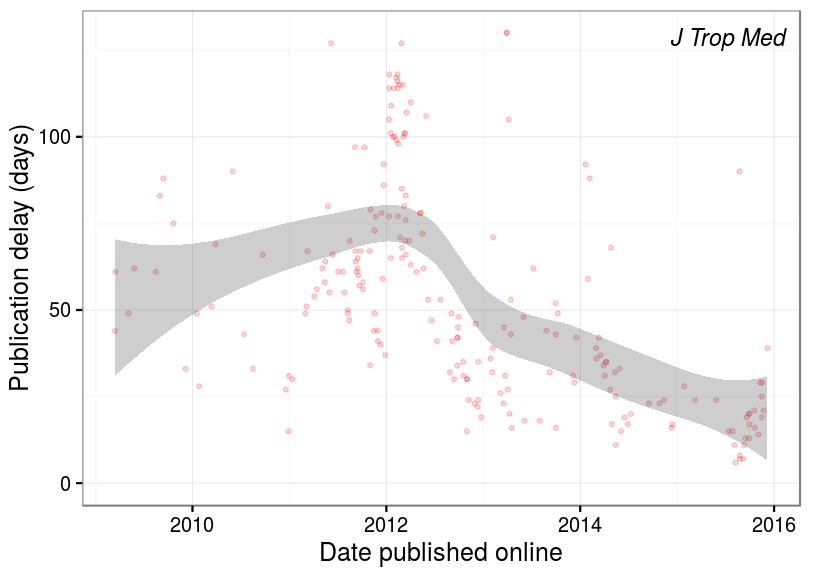 J Trop Med
Publication delay (days)
100
50
0
2010
2012
2014
2016
Date published online